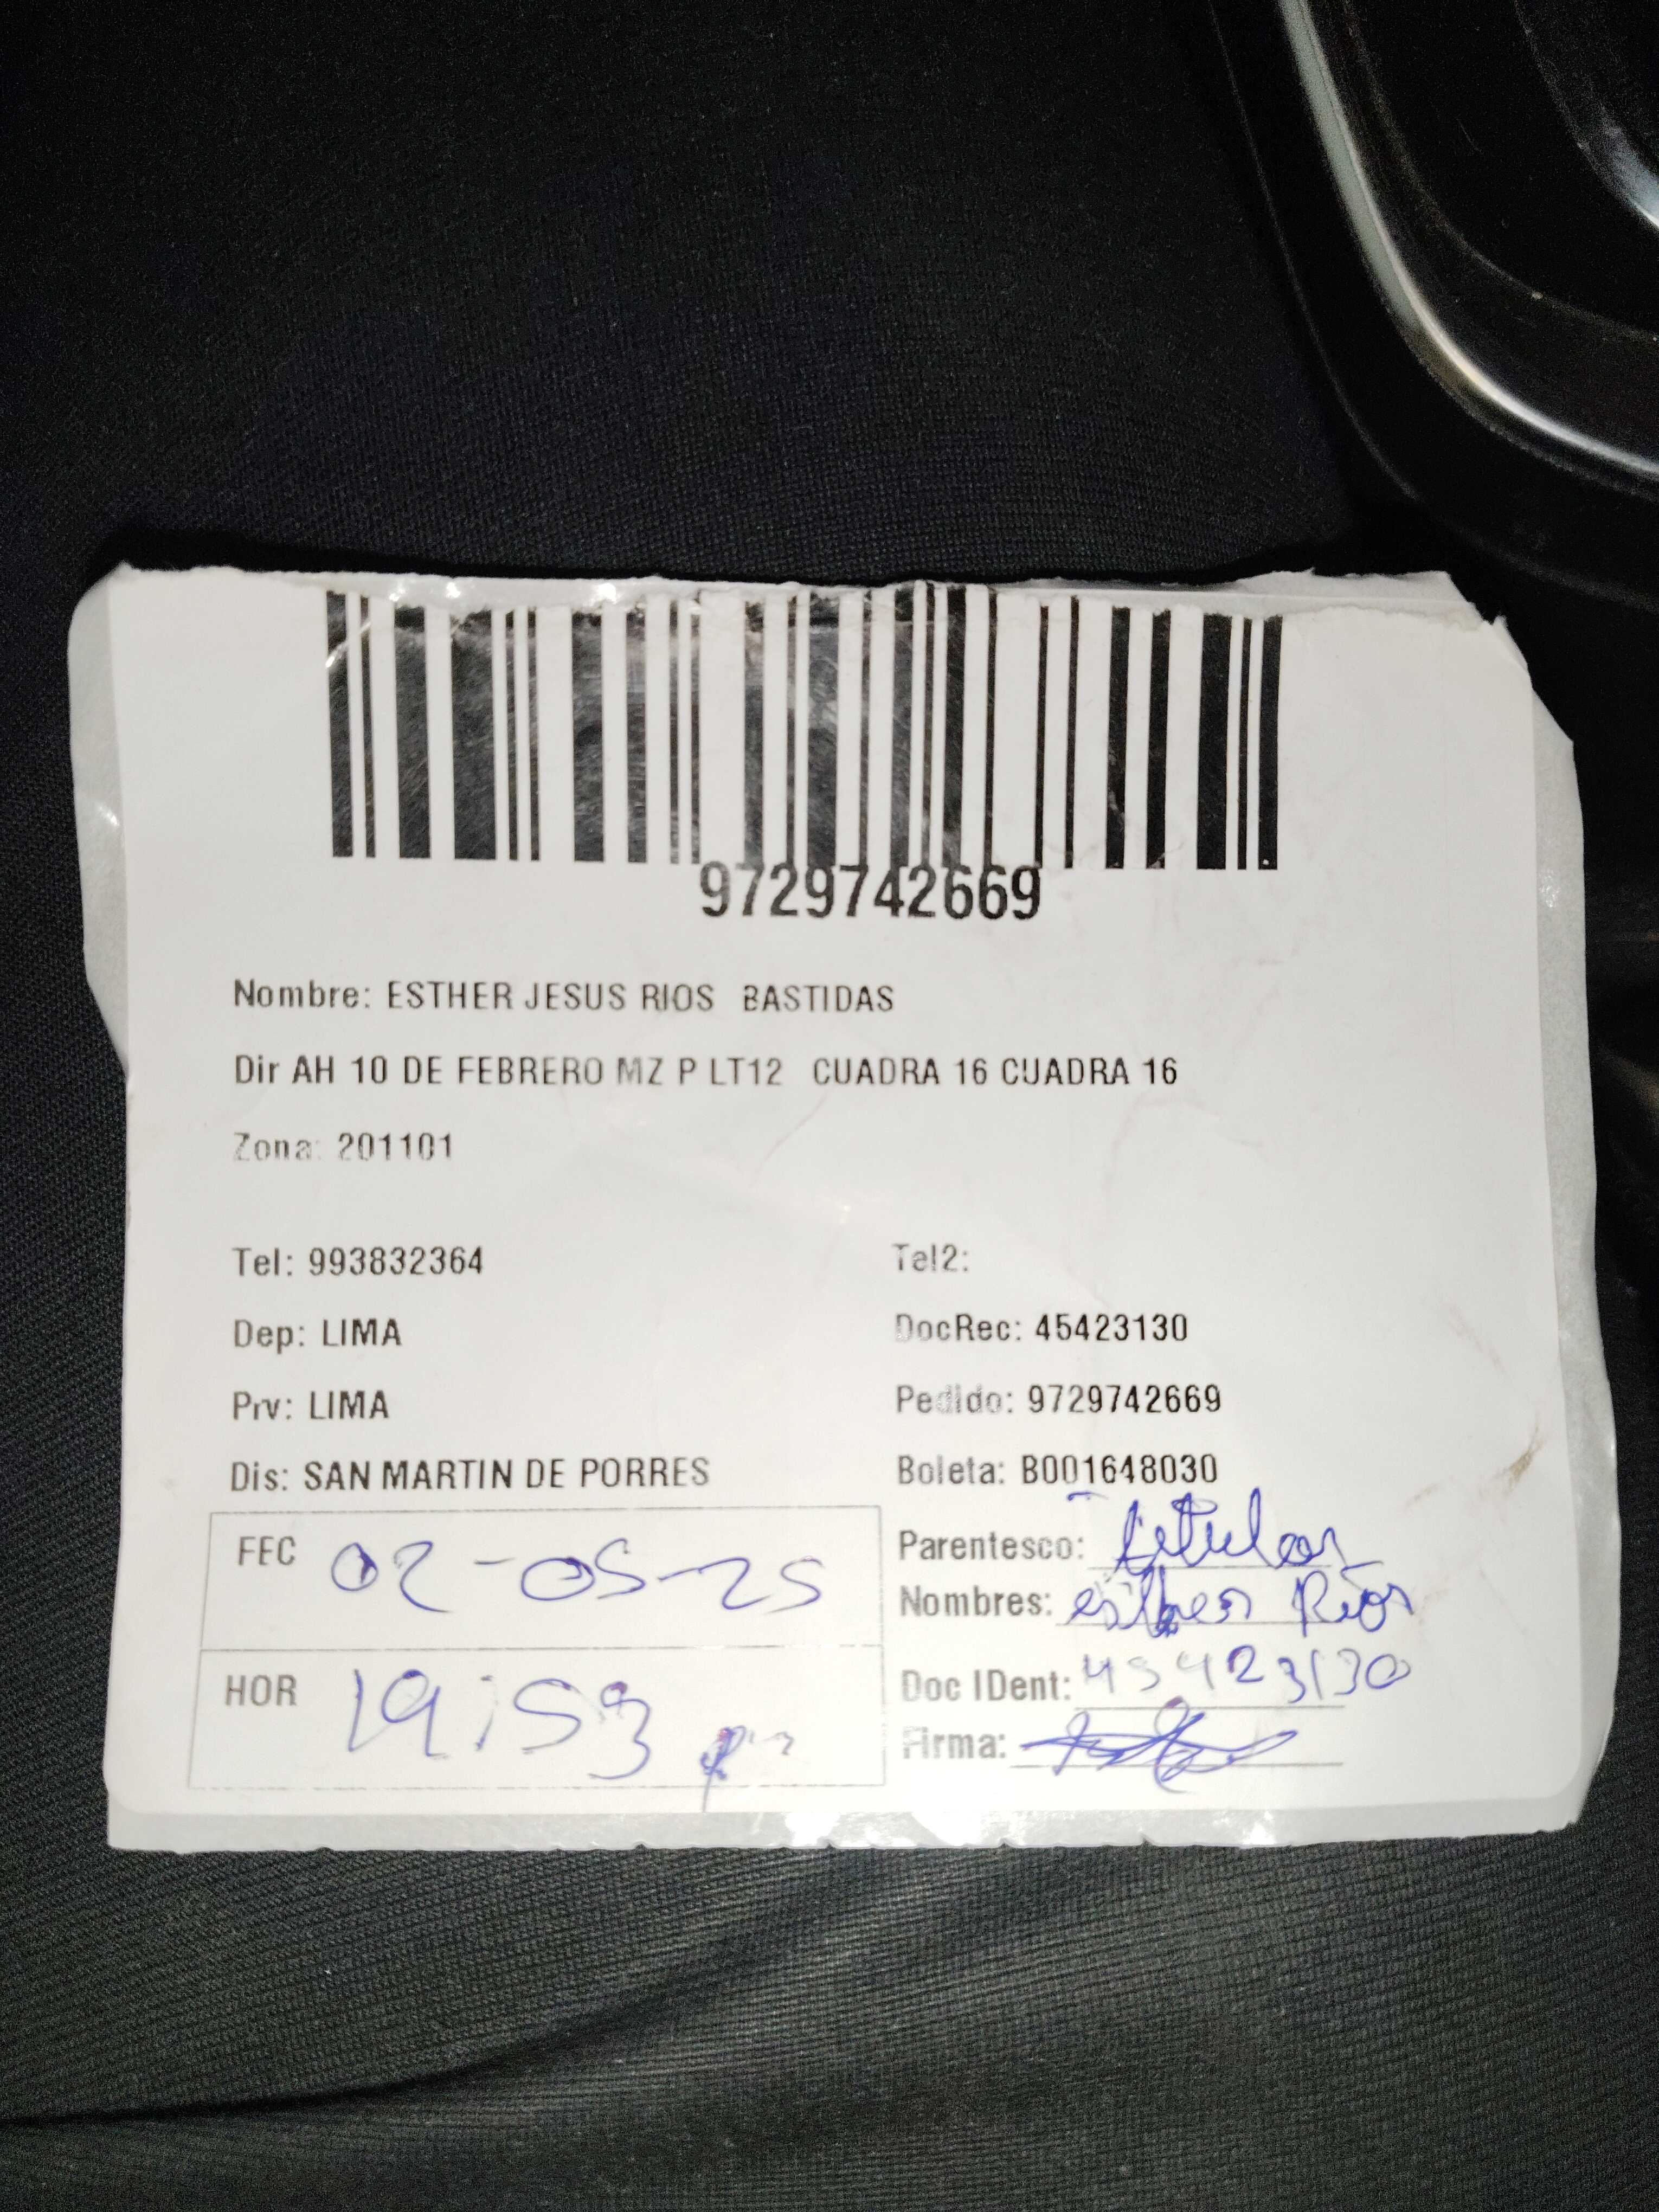 9729742669
Nombre: ESTHER JESUS RIOS BASTIDAS
Dir AH 10 DE FEBRERO MZ P LT12 CUADRA 16 CUADRA 16
Zona: 201101
Tel: 993832364 Tel2:
Dep: LIMA DocRec: 45423130
Prv: LIMA Pedido: 9729742669
Dis: SAN MARTIN DE PORRES Boleta: B001648030
FEC 02-05-25 Parentesco: titular
Nombres: esther Rios
HOR 19:53 pm Doc IDent: 45423130
Firma: